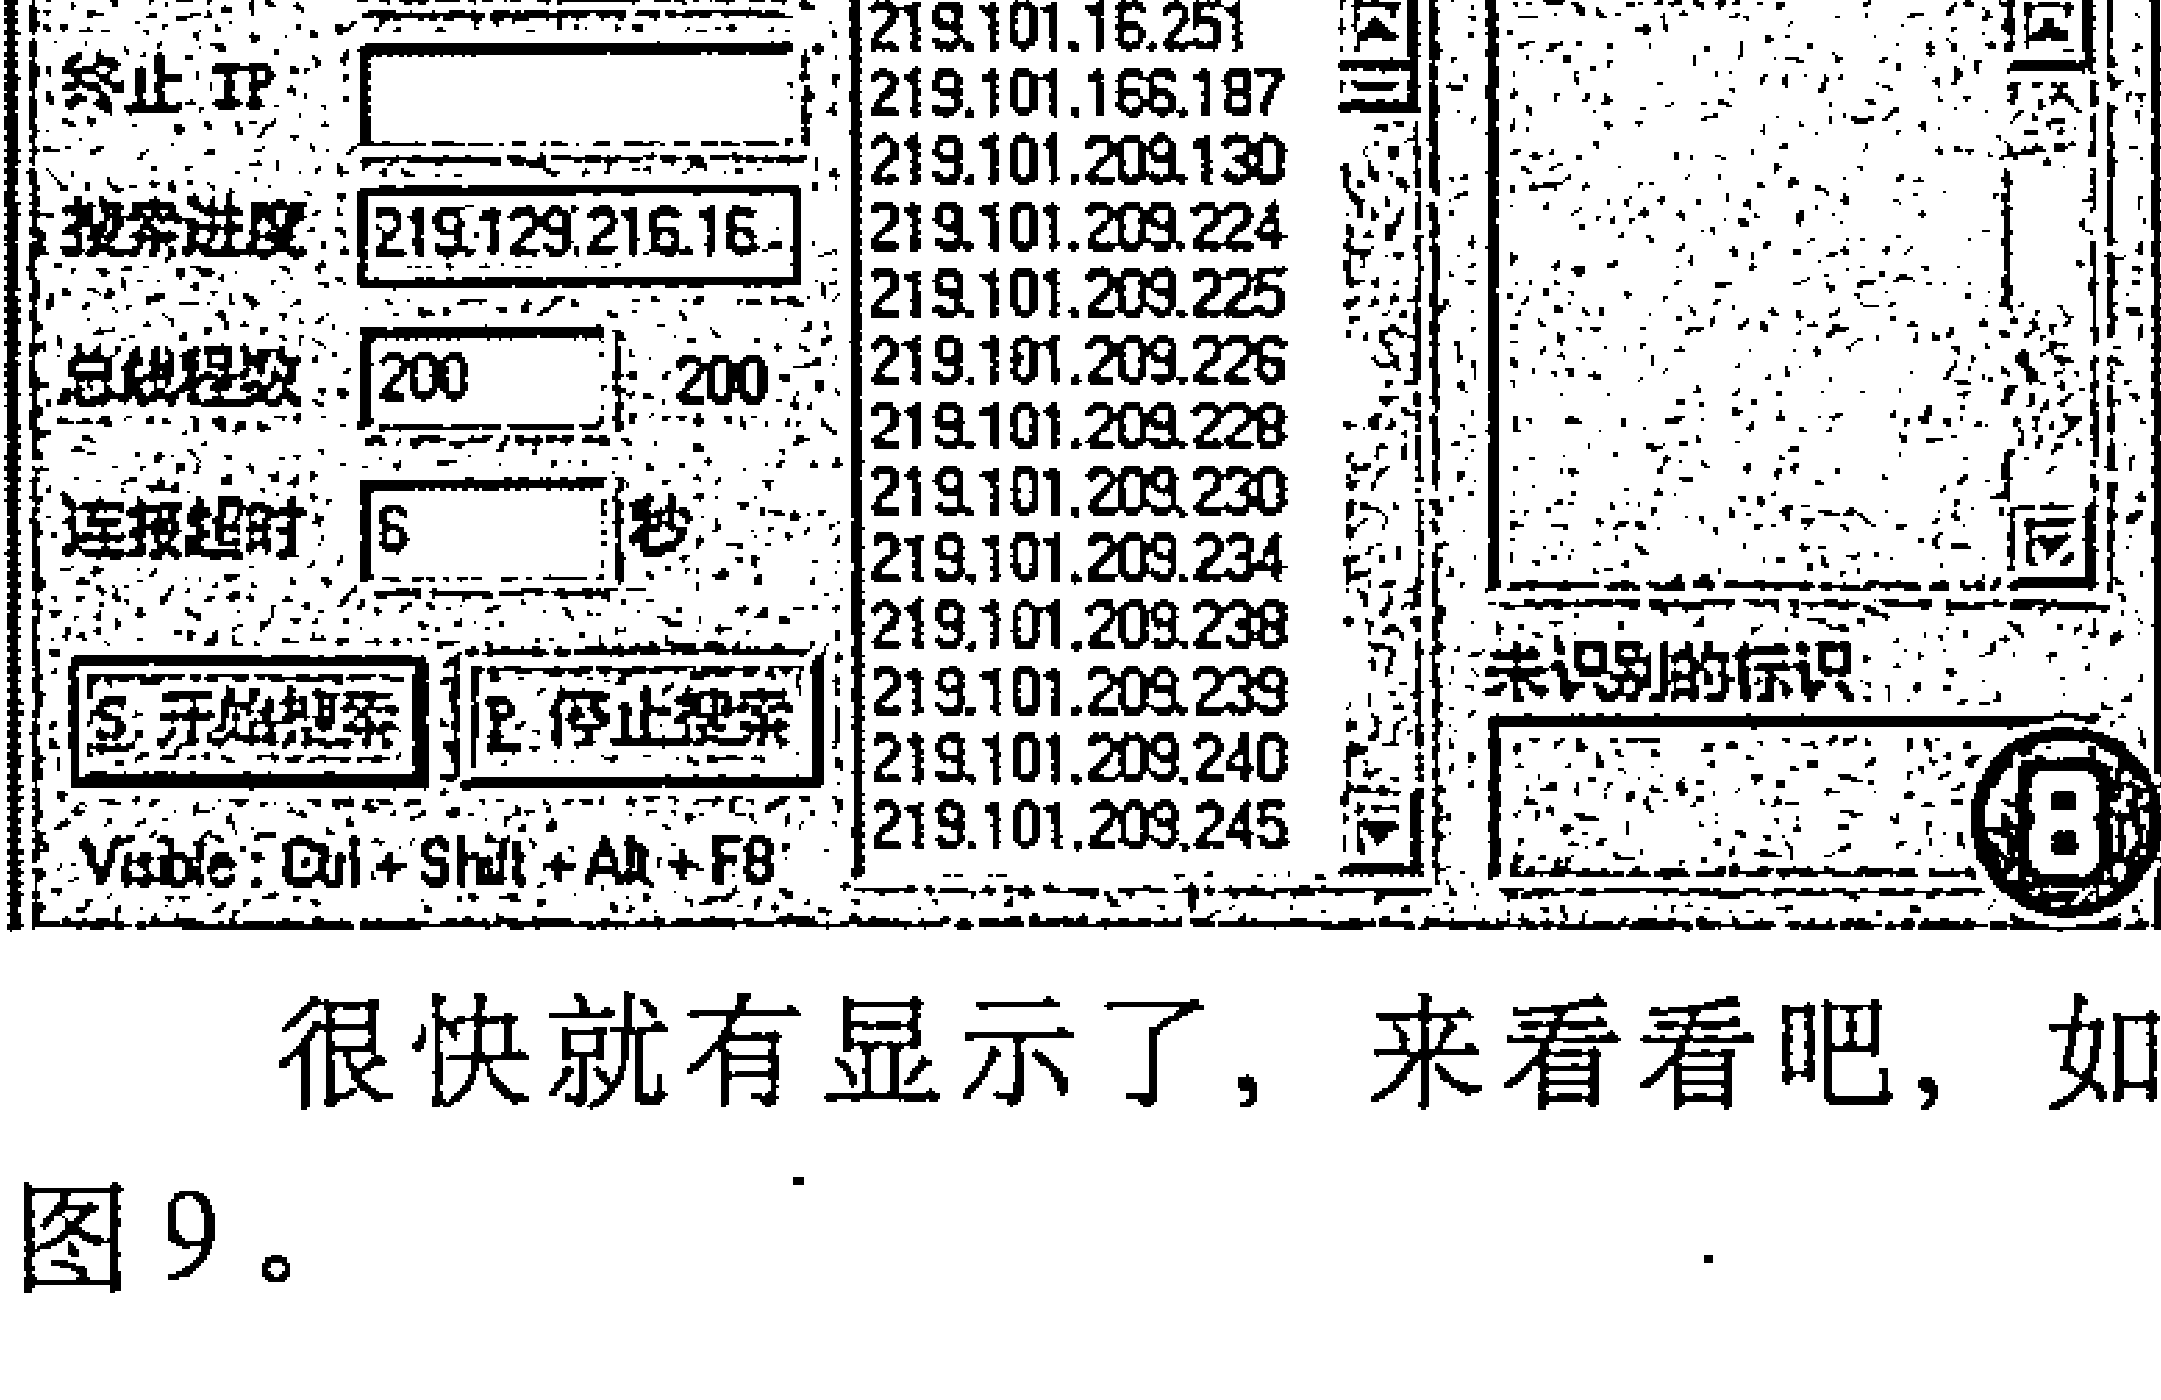 219.101.16.251
终止 IP
219.101.166.187
219.101.209.130
搜索进度 219.129.216.16
219.101.209.224
219.101.209.225
总线程数 200 200
219.101.209.226
219.101.209.228
219.101.209.230
连接超时 6 秒
219.101.209.234
219.101.209.238
未识别的标识
219.101.209.239
S 开始搜索 P 停止搜索
219.101.209.240
219.101.209.245
Visible : Ctrl + Shift + Alt + F8
8
很快就有显示了，来看看吧，如
图 9 。